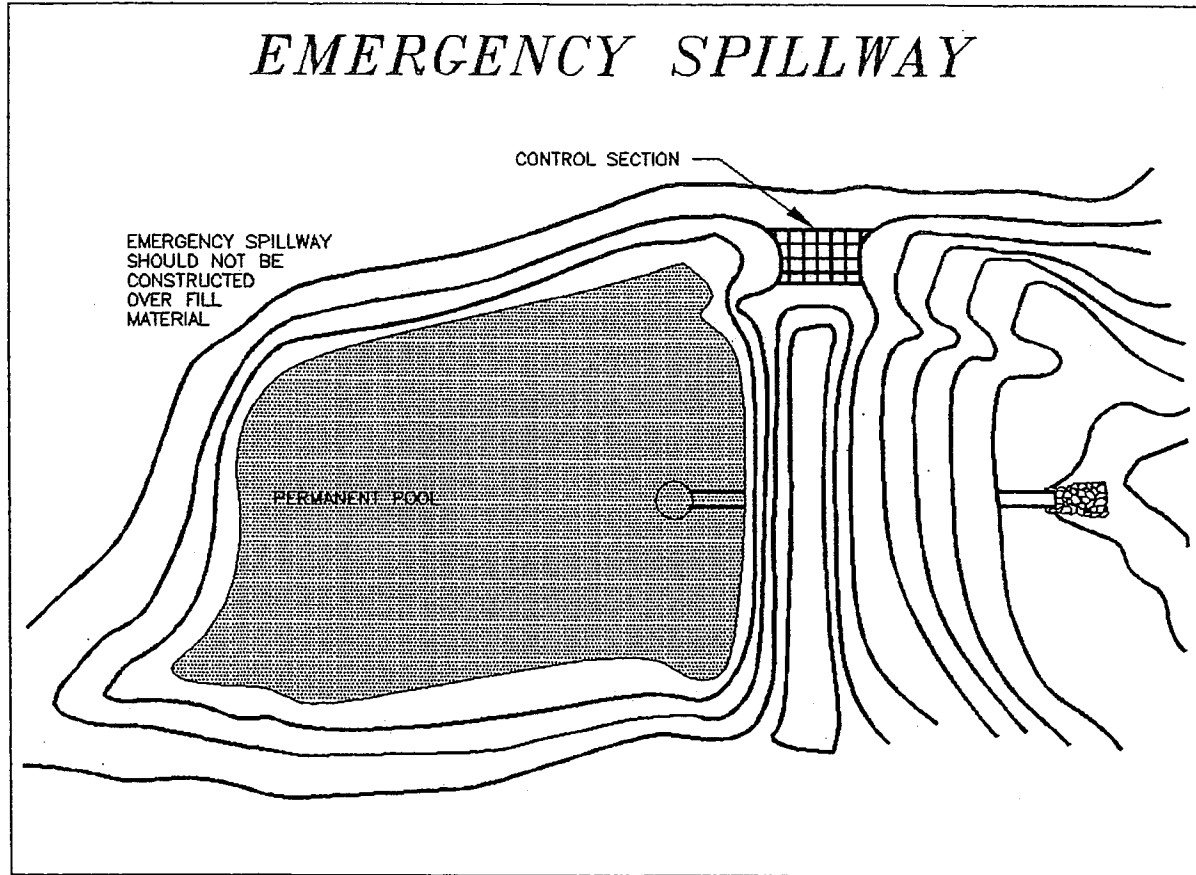 EMERGENCY SPILLWAY
CONTROL SECTION
EMERGENCY SPILLWAY
SHOULD NOT BE
CONSTRUCTED
OVER FILL
MATERIAL
PERMANENT POOL